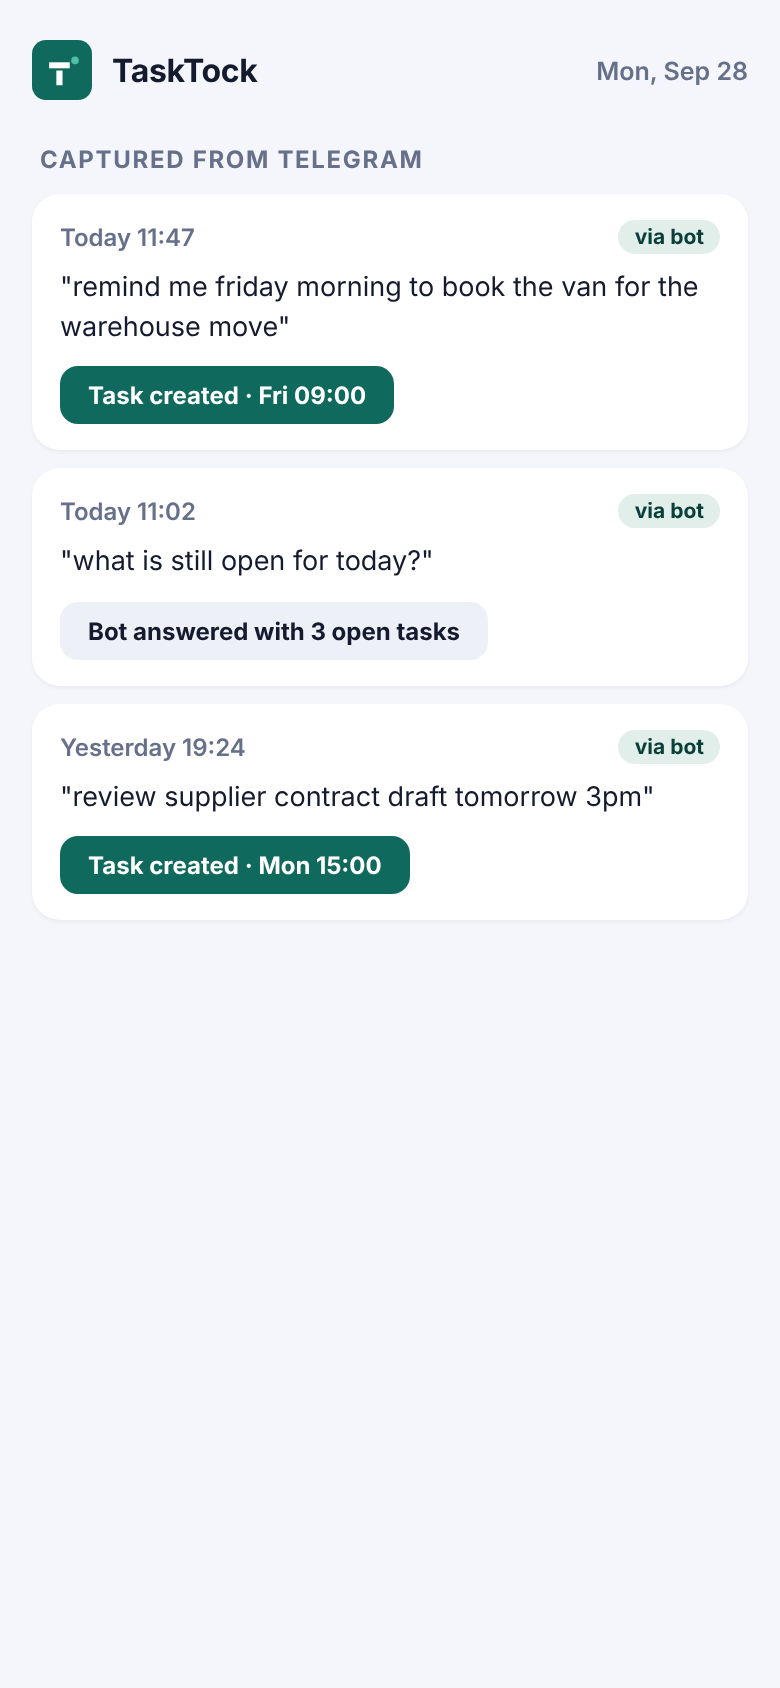 T
TaskTock
Mon, Sep 28
CAPTURED FROM TELEGRAM
Today 11:47
via bot
"remind me friday morning to book the van for the
warehouse move"
Task created · Fri 09:00
Today 11:02
via bot
"what is still open for today?"
Bot answered with 3 open tasks
Yesterday 19:24
via bot
"review supplier contract draft tomorrow 3pm"
Task created · Mon 15:00